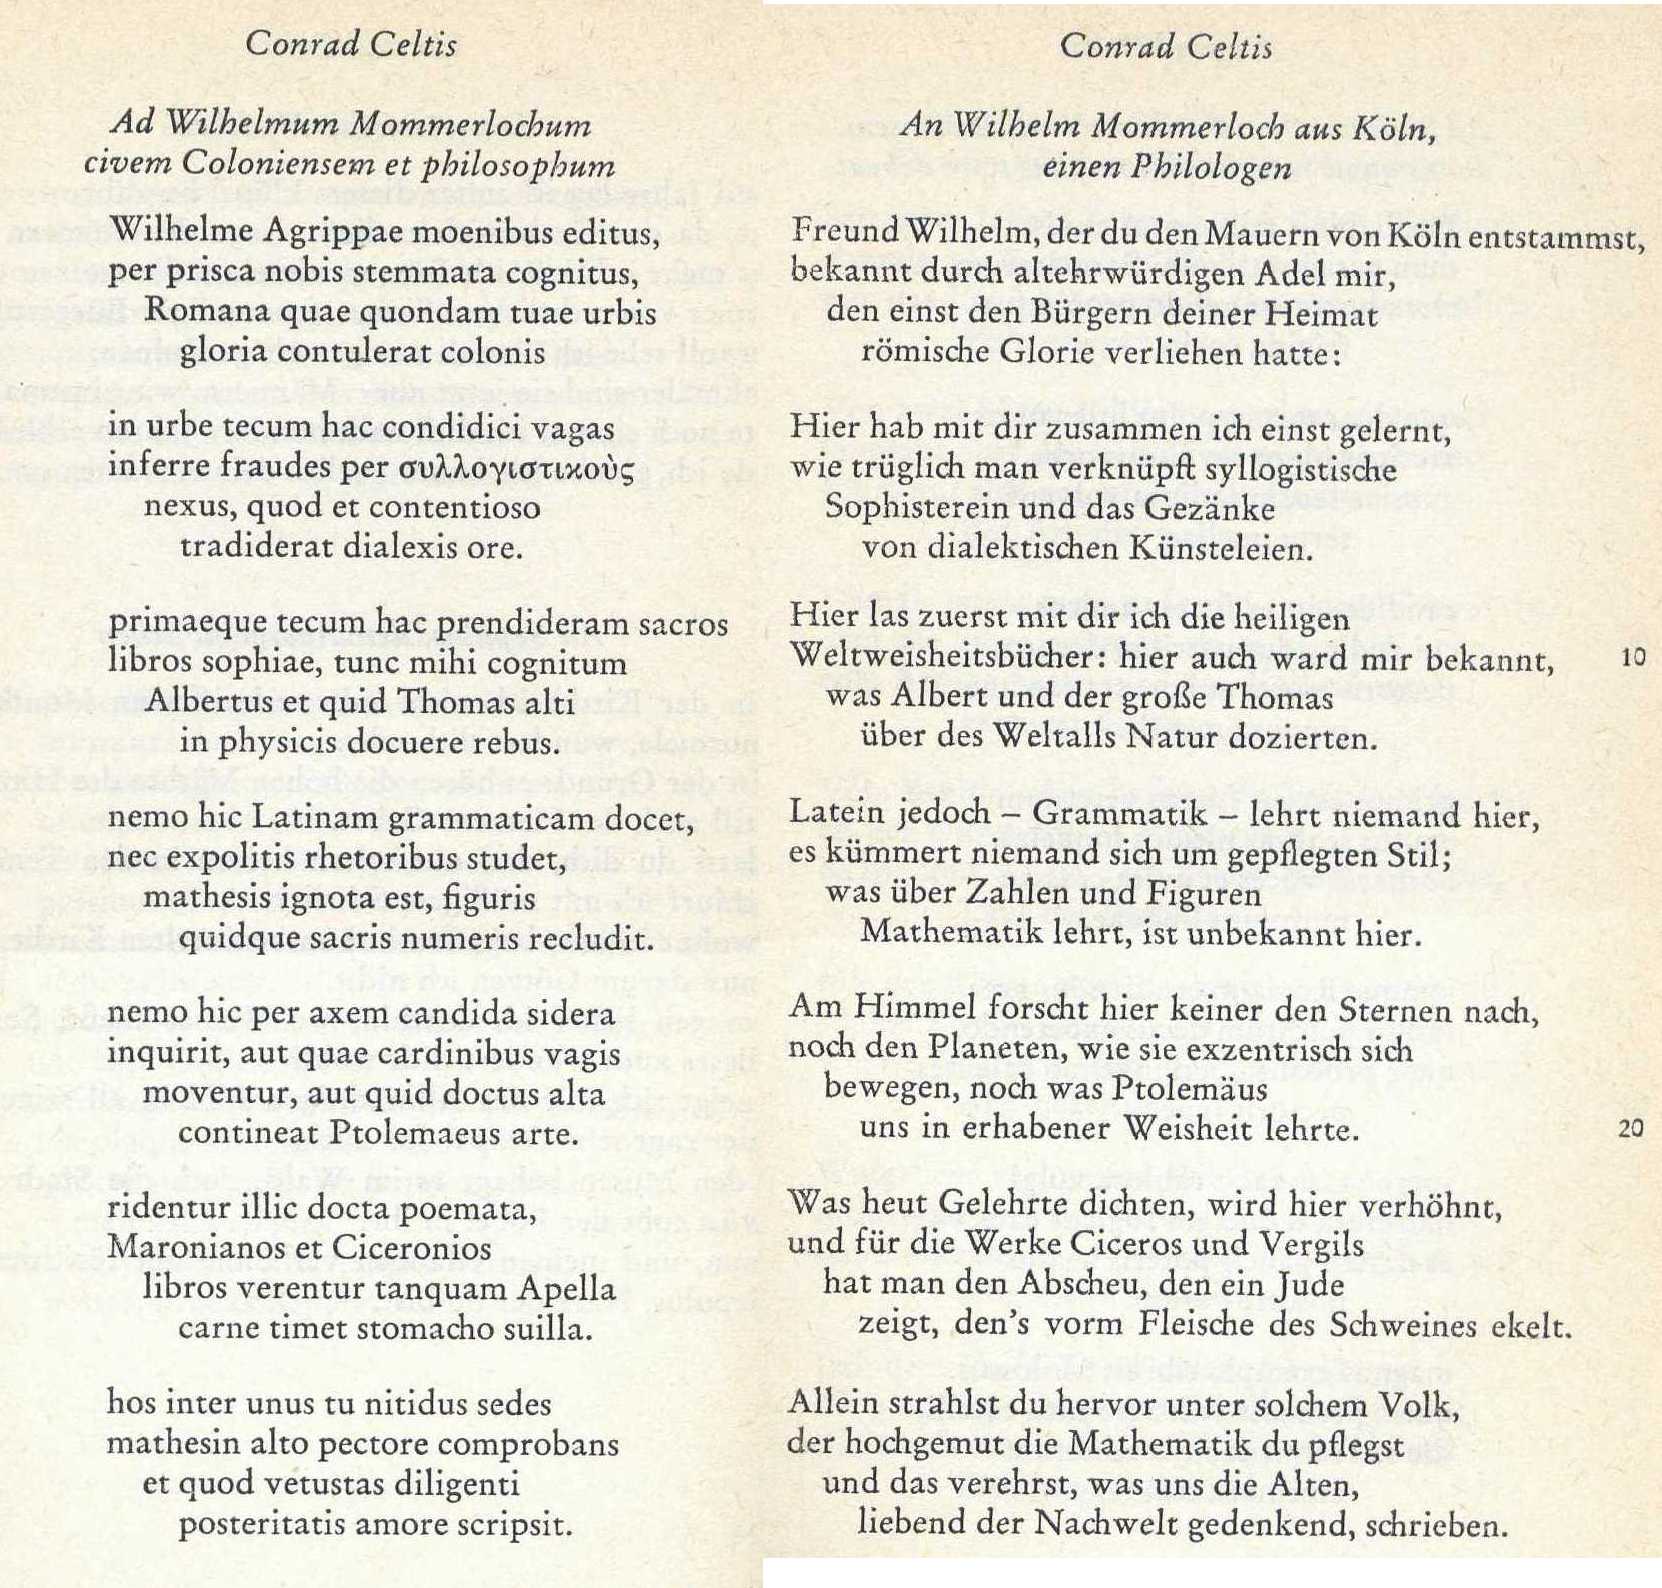 Conrad Celtis
Ad Wilhelmum Mommerlochum
civem Coloniensem et philosophum
Wilhelme Agrippae moenibus editus,
per prisca nobis stemmata cognitus,
Romana quae quondam tuae urbis
gloria contulerat colonis
in urbe tecum hac condidici vagas
inferre fraudes per συλλογιστικοὺς
nexus, quod et contentioso
tradiderat dialexis ore.
primaeque tecum hac prendideram sacros
libros sophiae, tunc mihi cognitum
Albertus et quid Thomas alti
in physicis docuere rebus.
nemo hic Latinam grammaticam docet,
nec expolitis rhetoribus studet,
mathesis ignota est, figuris
quidque sacris numeris recludit.
nemo hic per axem candida sidera
inquirit, aut quae cardinibus vagis
moventur, aut quid doctus alta
contineat Ptolemaeus arte.
ridentur illic docta poemata,
Maronianos et Ciceronios
libros verentur tanquam Apella
carne timet stomacho suilla.
hos inter unus tu nitidus sedes
mathesin alto pectore comprobans
et quod vetustas diligenti
posteritatis amore scripsit.
Conrad Celtis
An Wilhelm Mommerloch aus Köln,
einen Philologen
Freund Wilhelm, der du den Mauern von Köln entstammst,
bekannt durch altehrwürdigen Adel mir,
den einst den Bürgern deiner Heimat
römische Glorie verliehen hatte:
Hier hab mit dir zusammen ich einst gelernt,
wie trüglich man verknüpft syllogistische
Sophisterein und das Gezänke
von dialektischen Künsteleien.
Hier las zuerst mit dir ich die heiligen
Weltweisheitsbücher: hier auch ward mir bekannt, 10
was Albert und der große Thomas
über des Weltalls Natur dozierten.
Latein jedoch – Grammatik – lehrt niemand hier,
es kümmert niemand sich um gepflegten Stil;
was über Zahlen und Figuren
Mathematik lehrt, ist unbekannt hier.
Am Himmel forscht hier keiner den Sternen nach,
noch den Planeten, wie sie exzentrisch sich
bewegen, noch was Ptolemäus
uns in erhabener Weisheit lehrte. 20
Was heut Gelehrte dichten, wird hier verhöhnt,
und für die Werke Ciceros und Vergils
hat man den Abscheu, den ein Jude
zeigt, den's vorm Fleische des Schweines ekelt.
Allein strahlst du hervor unter solchem Volk,
der hochgemut die Mathematik du pflegst
und das verehrst, was uns die Alten,
liebend der Nachwelt gedenkend, schrieben.